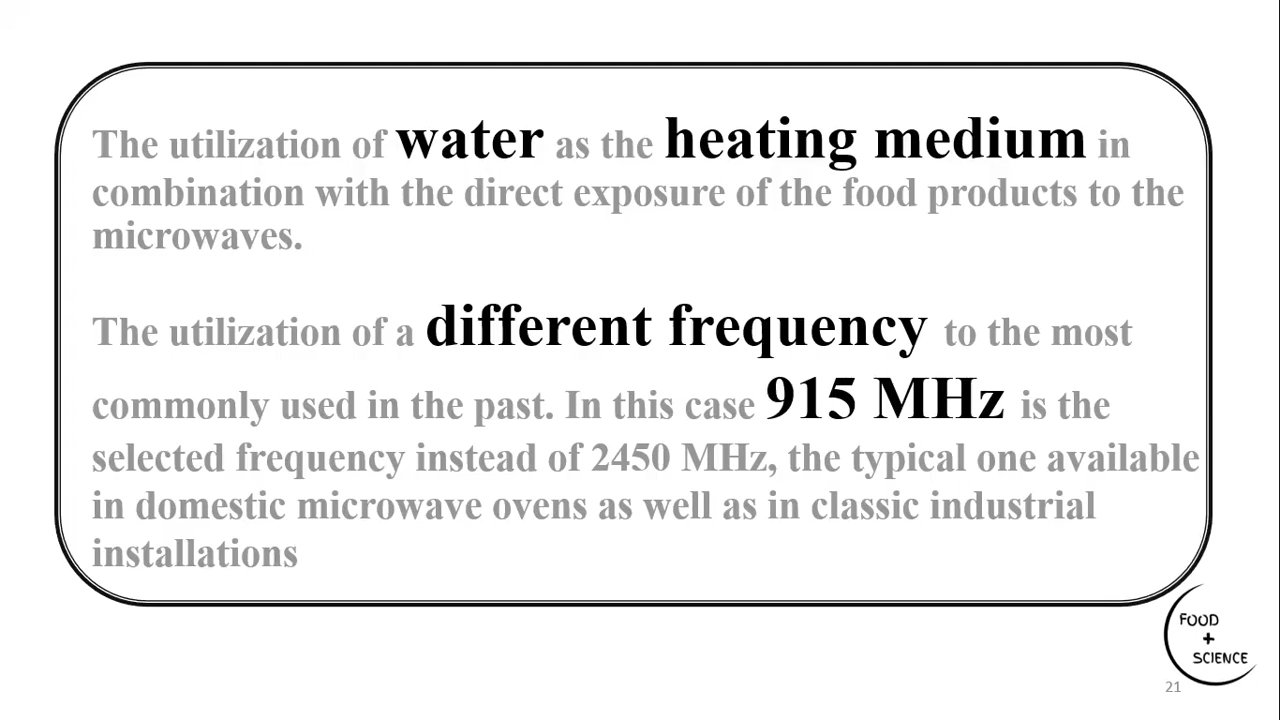 The utilization of water as the heating medium in
combination with the direct exposure of the food products to the
microwaves.
The utilization of a different frequency to the most
commonly used in the past. In this case 915 MHz is the
selected frequency instead of 2450 MHz, the typical one available
in domestic microwave ovens as well as in classic industrial
installations
FOOD
+
SCIENCE
21